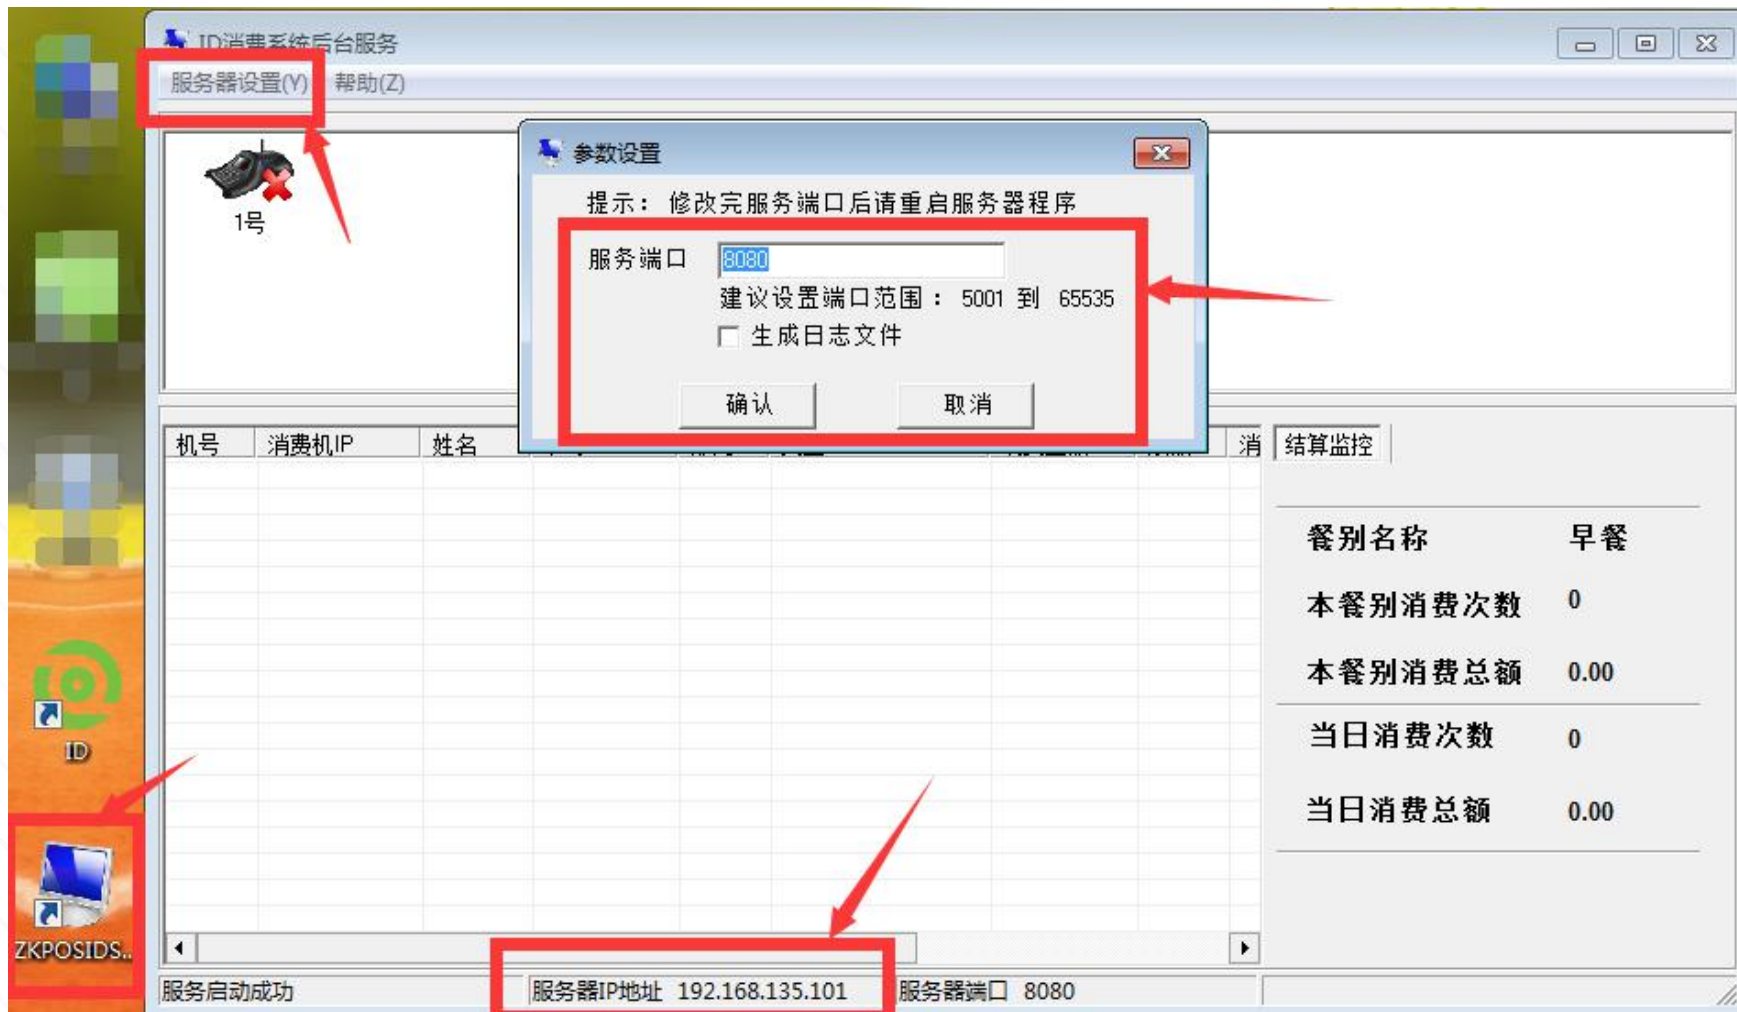 ID消费系统后台服务
服务器设置(Y) 帮助(Z)
1号
参数设置
提示： 修改完服务端口后请重启服务器程序
服务端口 8080
建议设置端口范围： 5001 到 65535
生成日志文件
确认 取消
机号 消费机IP 姓名 消 结算监控
餐别名称 早餐
本餐别消费次数 0
本餐别消费总额 0.00
当日消费次数 0
当日消费总额 0.00
ID
ZKPOSIDS..
服务启动成功 服务器IP地址 192.168.135.101 服务器端口 8080